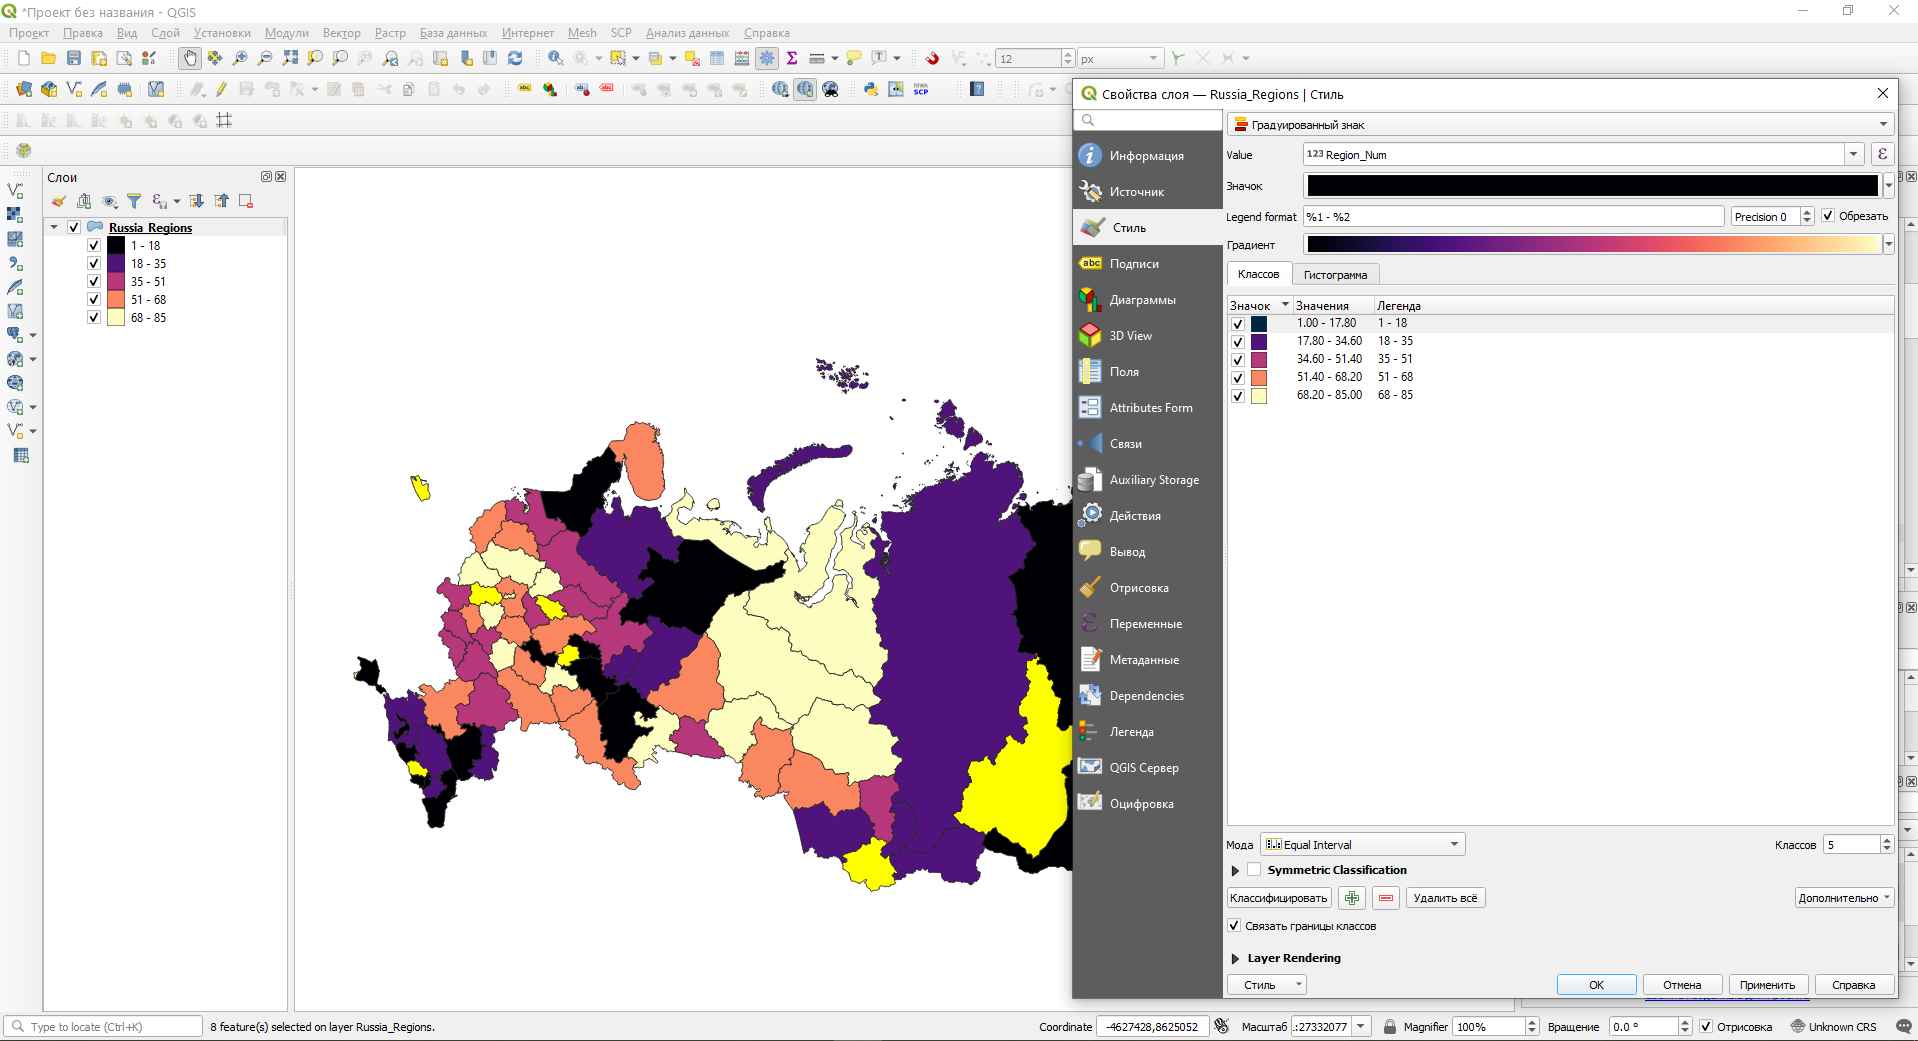 *Проект без названия - QGIS
Проект Правка Вид Слой Установки Модули Вектор Растр База данных Интернет Mesh SCP Анализ данных Справка
12 px
abc abc abc
NIWA SCP
Слои
Russia_Regions
1 - 18
18 - 35
35 - 51
51 - 68
68 - 85
Свойства слоя — Russia_Regions | Стиль
Информация
Источник
Стиль
abc Подписи
Диаграммы
3D View
Поля
Attributes Form
Связи
Auxiliary Storage
Действия
Вывод
Отрисовка
Переменные
Метаданные
Dependencies
Легенда
QGIS Сервер
Оцифровка
Градуированный знак
Value 123 Region_Num ε
Значок
Legend format %1 - %2 Precision 0 Обрезать
Градиент
Классов Гистограмма
Значок Значения Легенда
1.00 - 17.80 1 - 18
17.80 - 34.60 18 - 35
34.60 - 51.40 35 - 51
51.40 - 68.20 51 - 68
68.20 - 85.00 68 - 85
Мода Equal Interval Классов 5
Symmetric Classification
Классифицировать Удалить всё Дополнительно
Связать границы классов
Layer Rendering
Стиль OK Отмена Применить Справка
Type to locate (Ctrl+K) 8 feature(s) selected on layer Russia_Regions. Coordinate -4627428,8625052 Масштаб .:27332077 Magnifier 100% Вращение 0.0 ° Отрисовка Unknown CRS